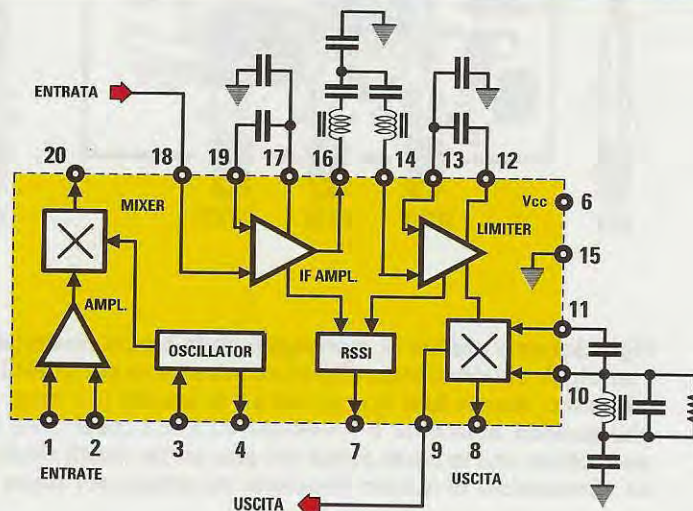 ENTRATA
20
18
19
17
16
14
13
12
MIXER
Vcc
6
LIMITER
IF AMPL.
15
AMPL.
11
OSCILLATOR
RSSI
10
1
2
3
4
7
9
8
ENTRATE
USCITA
USCITA